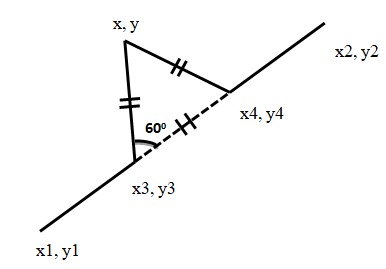 x, y
x2, y2
x4, y4
60⁰
x3, y3
x1, y1